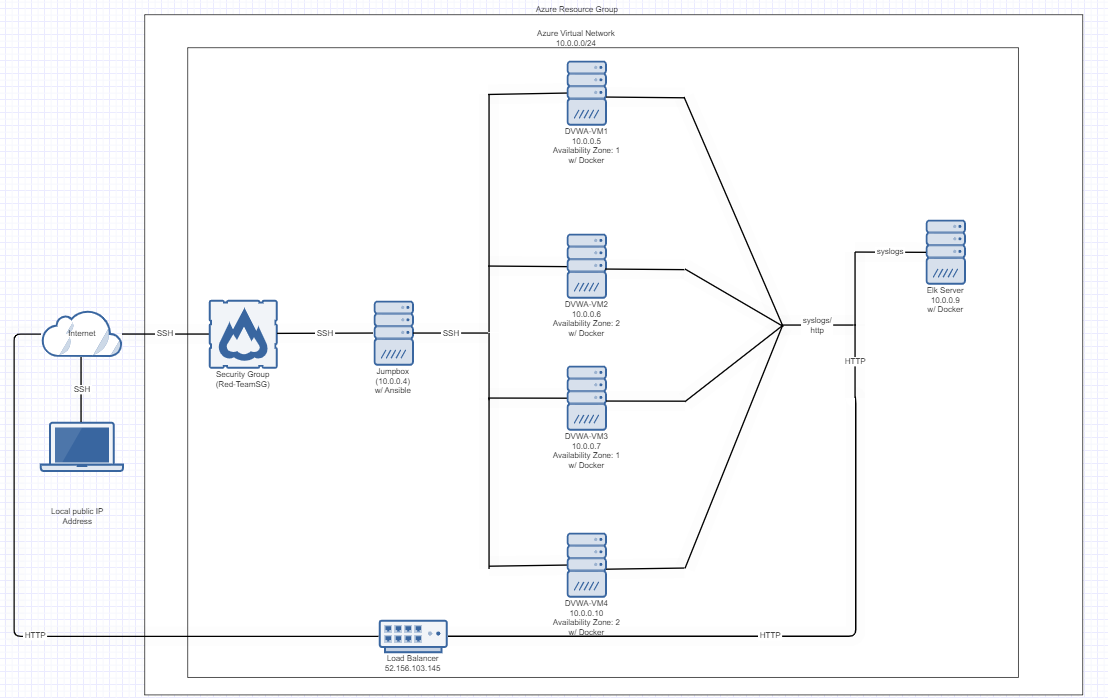 Azure Resource Group
Azure Virtual Network
10.0.0.0/24
DVWA-VM1
10.0.0.5
Availability Zone: 1
w/ Docker
DVWA-VM2
10.0.0.6
Availability Zone: 2
w/ Docker
syslogs
Elk Server
10.0.0.9
w/ Docker
syslogs/
http
HTTP
Internet
SSH
SSH
SSH
SSH
Security Group
(Red-TeamSG)
Jumpbox
(10.0.0.4)
w/ Ansible
DVWA-VM3
10.0.0.7
Availability Zone: 1
w/ Docker
Local public IP
Address
DVWA-VM4
10.0.0.10
Availability Zone: 2
w/ Docker
HTTP
HTTP
Load Balancer
52.156.103.145